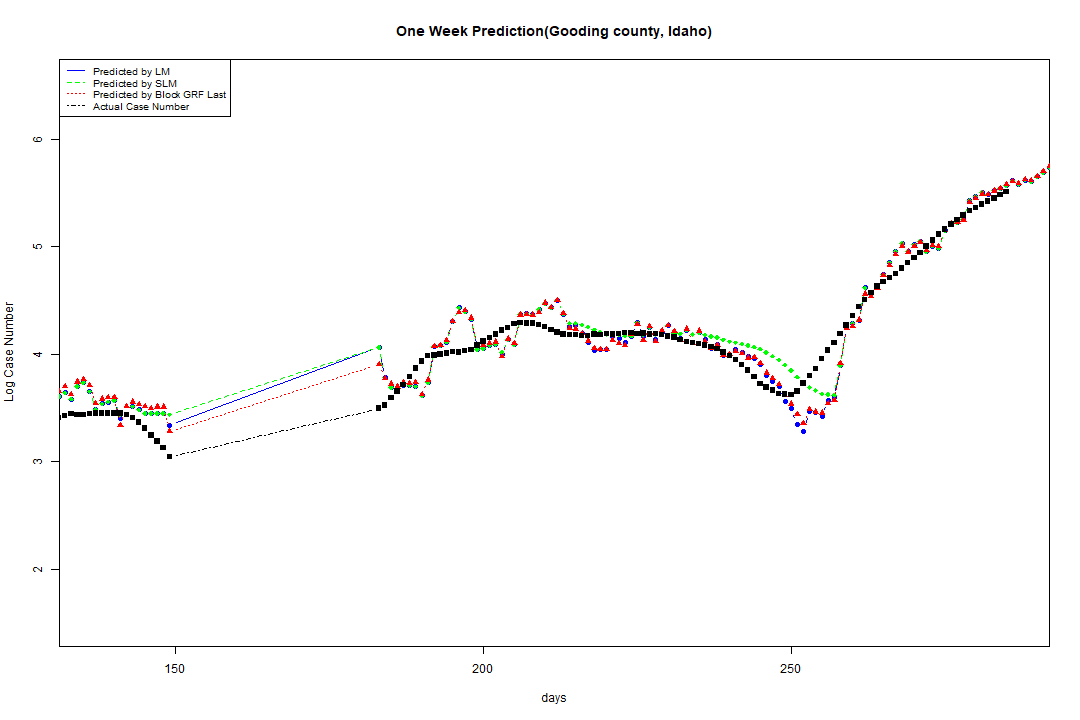 One Week Prediction(Gooding county, Idaho)
Predicted by LM
Predicted by SLM
Predicted by Block GRF Last
Actual Case Number
6
5
4
3
2
Log Case Number
150 200 250
days